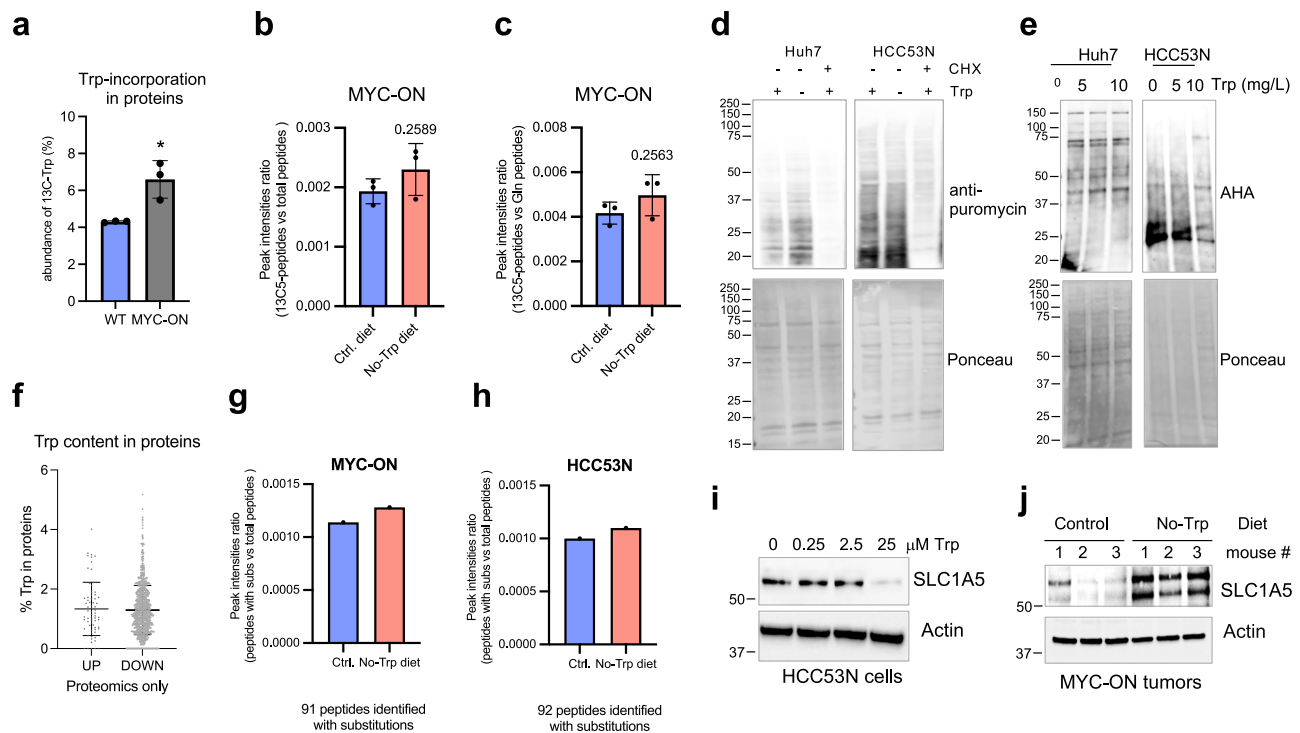 a
Trp-incorporation
in proteins
abundance of 13C-Trp (%)
10
8
6
4
2
0
*
WT MYC-ON
b
MYC-ON
Peak intensities ratio
(13C5-peptides vs total peptides)
0.003
0.002
0.001
0.000
0.2589
Ctrl. diet
No-Trp diet
c
MYC-ON
Peak intensities ratio
(13C5-peptides vs Gln peptides)
0.008
0.006
0.004
0.002
0.000
0.2563
Ctrl. diet
No-Trp diet
d
Huh7 HCC53N
- - + - - + CHX
+ - + + - + Trp
250
150
100
75
50
37
25
20
anti-
puromycin
250
150
100
75
50
37
25
20
15
Ponceau
e
Huh7 HCC53N
0 5 10 0 5 10 Trp (mg/L)
250
150
100
75
50
37
25
20
AHA
250
150
100
75
50
37
25
20
Ponceau
f
Trp content in proteins
% Trp in proteins
6
4
2
0
UP DOWN
Proteomics only
g
MYC-ON
Peak intensities ratio
(peptides with subs vs total peptides )
0.0015
0.0010
0.0005
0.0000
Ctrl. No-Trp diet
91 peptides identified
with substitutions
h
HCC53N
Peak intensities ratio
(peptides with subs vs total peptides )
0.0015
0.0010
0.0005
0.0000
Ctrl. No-Trp diet
92 peptides identified
with substitutions
i
0 0.25 2.5 25 μM Trp
SLC1A5
50
Actin
37
HCC53N cells
j
Control No-Trp Diet
1 2 3 1 2 3 mouse #
SLC1A5
50
Actin
37
MYC-ON tumors